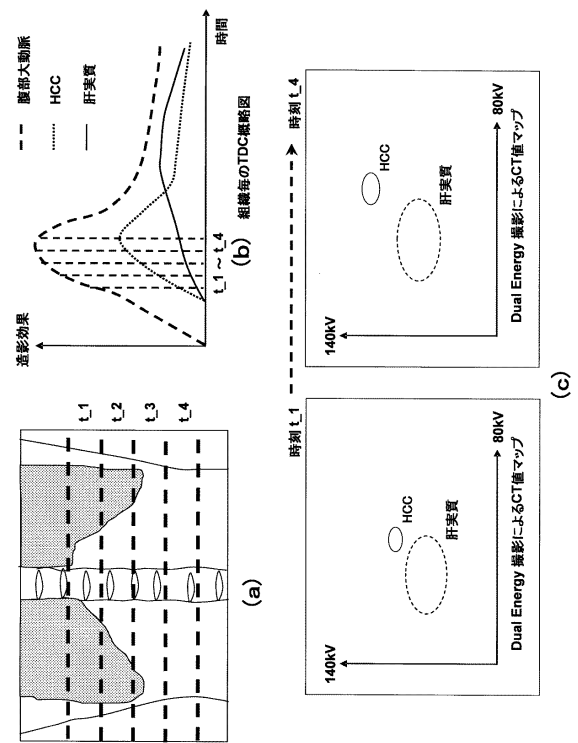 t_1
t_2
t_3
t_4
(a)
造影効果
腹部大動脈
HCC
肝実質
時間
t_1 ~ t_4
(b)
組織毎のTDC概略図
時刻 t_1
時刻 t_4
140kV
HCC
肝実質
80kV
Dual Energy 撮影によるCT値マップ
140kV
HCC
肝実質
80kV
Dual Energy 撮影によるCT値マップ
(c)